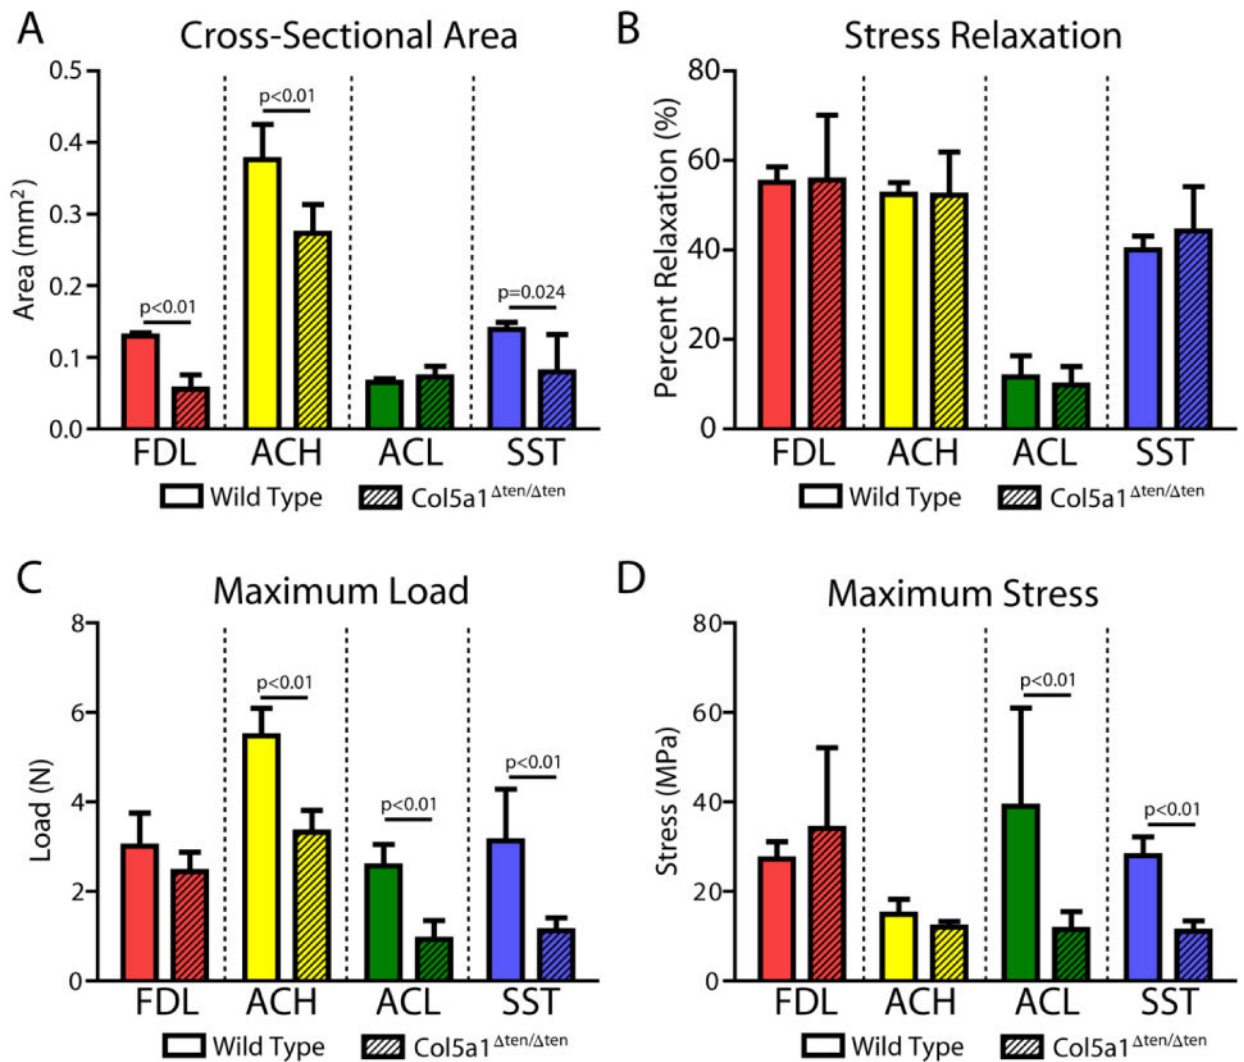 A
Cross-Sectional Area
Area (mm²)
0.5
0.4
0.3
0.2
0.1
0.0
p<0.01
p<0.01
p=0.024
FDL ACH ACL SST
Wild Type Col5a1^Δten/Δten
B
Stress Relaxation
Percent Relaxation (%)
80
60
40
20
0
FDL ACH ACL SST
Wild Type Col5a1^Δten/Δten
C
Maximum Load
Load (N)
8
6
4
2
0
p<0.01
p<0.01
p<0.01
FDL ACH ACL SST
Wild Type Col5a1^Δten/Δten
D
Maximum Stress
Stress (MPa)
80
60
40
20
0
p<0.01
p<0.01
FDL ACH ACL SST
Wild Type Col5a1^Δten/Δten